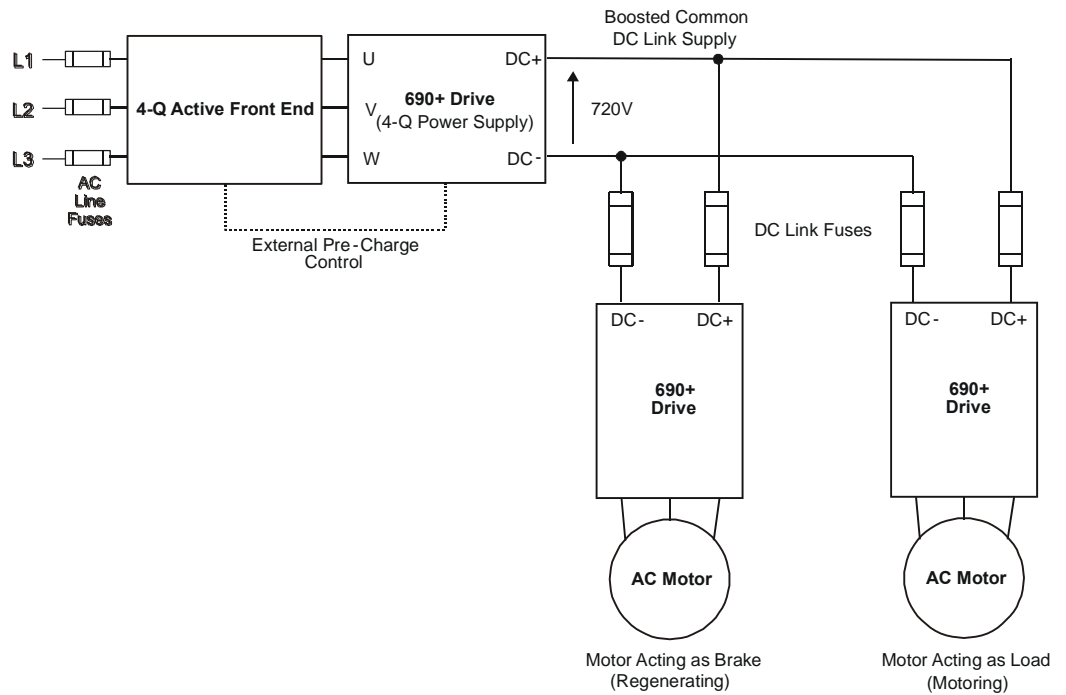 Boosted Common
DC Link Supply
L1
L2
L3
AC
Line
Fuses
4-Q Active Front End
U
V
W
690+ Drive
(4-Q Power Supply)
DC+
DC-
720V
External Pre-Charge
Control
DC Link Fuses
DC-
DC+
690+
Drive
AC Motor
Motor Acting as Brake
(Regenerating)
DC-
DC+
690+
Drive
AC Motor
Motor Acting as Load
(Motoring)